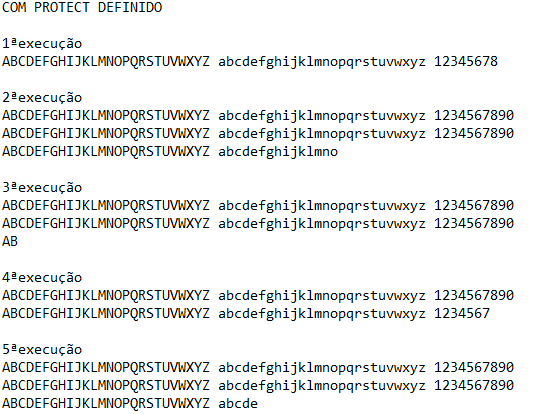 COM PROTECT DEFINIDO
1ªexecução
ABCDEFGHIJKLMNOPQRSTUVWXYZ abcdefghijklmnopqrstuvwxyz 12345678
2ªexecução
ABCDEFGHIJKLMNOPQRSTUVWXYZ abcdefghijklmnopqrstuvwxyz 1234567890
ABCDEFGHIJKLMNOPQRSTUVWXYZ abcdefghijklmnopqrstuvwxyz 1234567890
ABCDEFGHIJKLMNOPQRSTUVWXYZ abcdefghijklmno
3ªexecução
ABCDEFGHIJKLMNOPQRSTUVWXYZ abcdefghijklmnopqrstuvwxyz 1234567890
ABCDEFGHIJKLMNOPQRSTUVWXYZ abcdefghijklmnopqrstuvwxyz 1234567890
AB
4ªexecução
ABCDEFGHIJKLMNOPQRSTUVWXYZ abcdefghijklmnopqrstuvwxyz 1234567890
ABCDEFGHIJKLMNOPQRSTUVWXYZ abcdefghijklmnopqrstuvwxyz 1234567
5ªexecução
ABCDEFGHIJKLMNOPQRSTUVWXYZ abcdefghijklmnopqrstuvwxyz 1234567890
ABCDEFGHIJKLMNOPQRSTUVWXYZ abcdefghijklmnopqrstuvwxyz 1234567890
ABCDEFGHIJKLMNOPQRSTUVWXYZ abcde